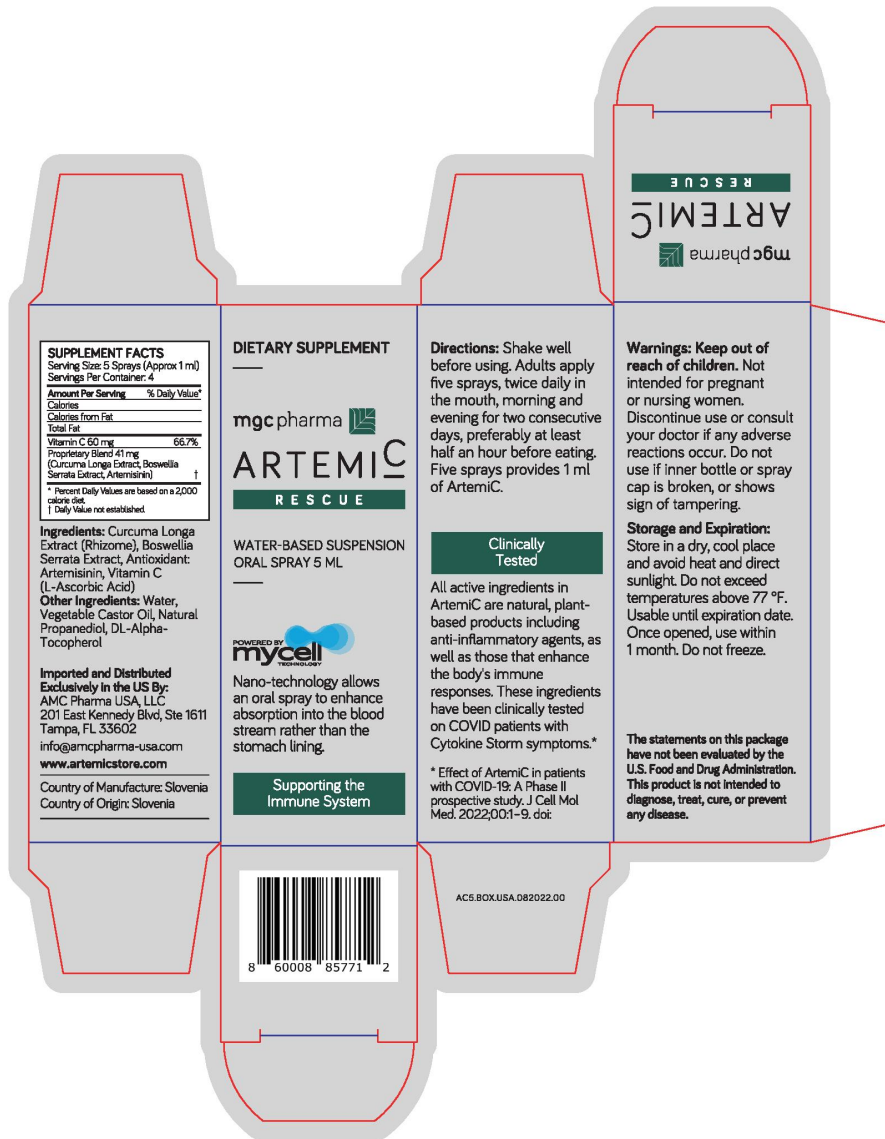 RESCUE
ARTEMIC
mgc pharma
SUPPLEMENT FACTS
Serving Size: 5 Sprays (Approx 1 ml)
Servings Per Container: 4
Amount Per Serving % Daily Value*
Calories
Calories from Fat
Total Fat
Vitamin C 60 mg 66.7%
Proprietary Blend 41 mg
(Curcuma Longa Extract, Boswellia
Serrata Extract, Artemisinin) †
* Percent Daily Values are based on a 2,000
calorie diet.
† Daily Value not established.
Ingredients: Curcuma Longa
Extract (Rhizome), Boswellia
Serrata Extract, Antioxidant:
Artemisinin, Vitamin C
(L-Ascorbic Acid)
Other Ingredients: Water,
Vegetable Castor Oil, Natural
Propanediol, DL-Alpha-
Tocopherol
Imported and Distributed
Exclusively in the US By:
AMC Pharma USA, LLC
201 East Kennedy Blvd, Ste 1611
Tampa, FL 33602
info@amcpharma-usa.com
www.artemicstore.com
Country of Manufacture: Slovenia
Country of Origin: Slovenia
DIETARY SUPPLEMENT
mgc pharma
ARTEMIC
RESCUE
WATER-BASED SUSPENSION
ORAL SPRAY 5 ML
POWERED BY
mycell
TECHNOLOGY
Nano-technology allows
an oral spray to enhance
absorption into the blood
stream rather than the
stomach lining.
Supporting the
Immune System
Directions: Shake well
before using. Adults apply
five sprays, twice daily in
the mouth, morning and
evening for two consecutive
days, preferably at least
half an hour before eating.
Five sprays provides 1 ml
of ArtemiC.
Clinically
Tested
All active ingredients in
ArtemiC are natural, plant-
based products including
anti-inflammatory agents, as
well as those that enhance
the body's immune
responses. These ingredients
have been clinically tested
on COVID patients with
Cytokine Storm symptoms.*
* Effect of ArtemiC in patients
with COVID-19: A Phase II
prospective study. J Cell Mol
Med. 2022;00:1–9. doi:
Warnings: Keep out of
reach of children. Not
intended for pregnant
or nursing women.
Discontinue use or consult
your doctor if any adverse
reactions occur. Do not
use if inner bottle or spray
cap is broken, or shows
sign of tampering.
Storage and Expiration:
Store in a dry, cool place
and avoid heat and direct
sunlight. Do not exceed
temperatures above 77 °F.
Usable until expiration date.
Once opened, use within
1 month. Do not freeze.
The statements on this package
have not been evaluated by the
U.S. Food and Drug Administration.
This product is not intended to
diagnose, treat, cure, or prevent
any disease.
8 60008 85771 2
AC5.BOX.USA.082022.00